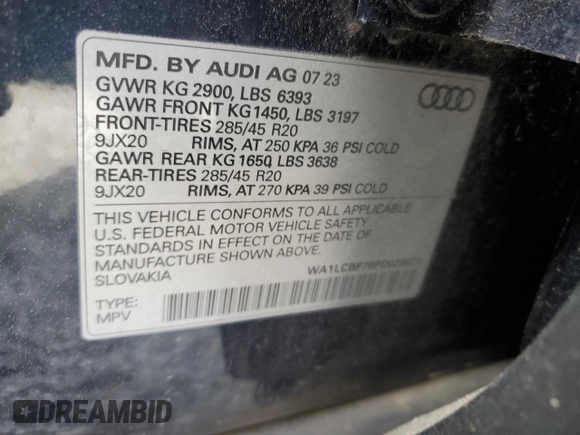 MFD. BY AUDI AG 07 23
GVWR KG 2900, LBS 6393
GAWR FRONT KG1450, LBS 3197
FRONT-TIRES 285/45 R20
9JX20 RIMS, AT 250 KPA 36 PSI COLD
GAWR REAR KG 1650, LBS 3638
REAR-TIRES 285/45 R20
9JX20 RIMS, AT 270 KPA 39 PSI COLD
THIS VEHICLE CONFORMS TO ALL APPLICABLE
U.S. FEDERAL MOTOR VEHICLE SAFETY
STANDARDS IN EFFECT ON THE DATE OF
MANUFACTURE SHOWN ABOVE.
SLOVAKIA
TYPE:
MPV
DREAMBID